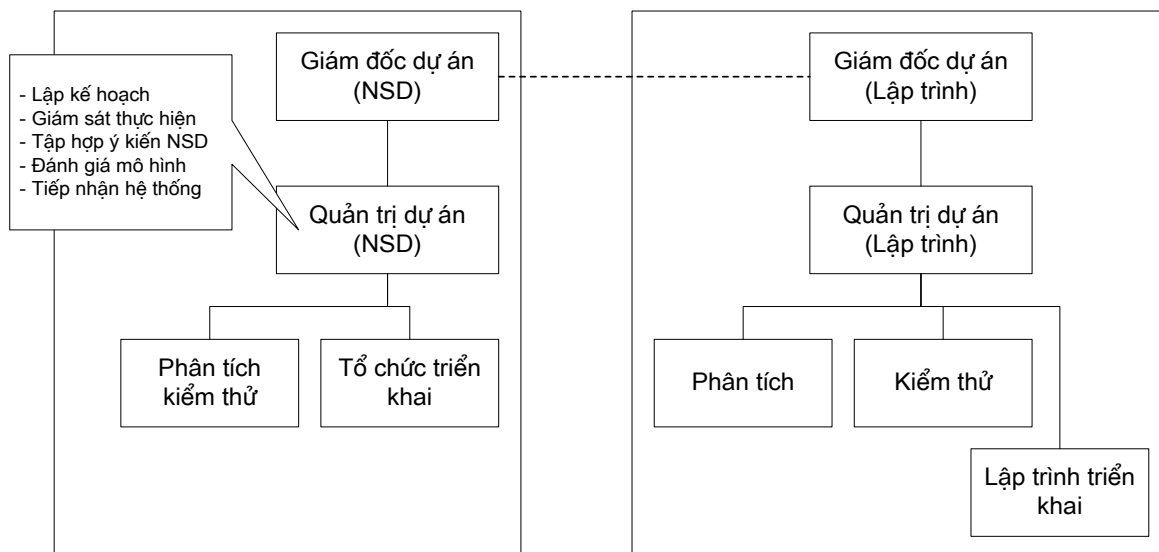 Giám đốc dự án
(NSD)
Giám đốc dự án
(Lập trình)
- Lập kế hoạch
- Giám sát thực hiện
- Tập hợp ý kiến NSD
- Đánh giá mô hình
- Tiếp nhận hệ thống
Quản trị dự án
(NSD)
Quản trị dự án
(Lập trình)
Phân tích
kiểm thử
Tổ chức triển
khai
Phân tích
Kiểm thử
Lập trình triển
khai